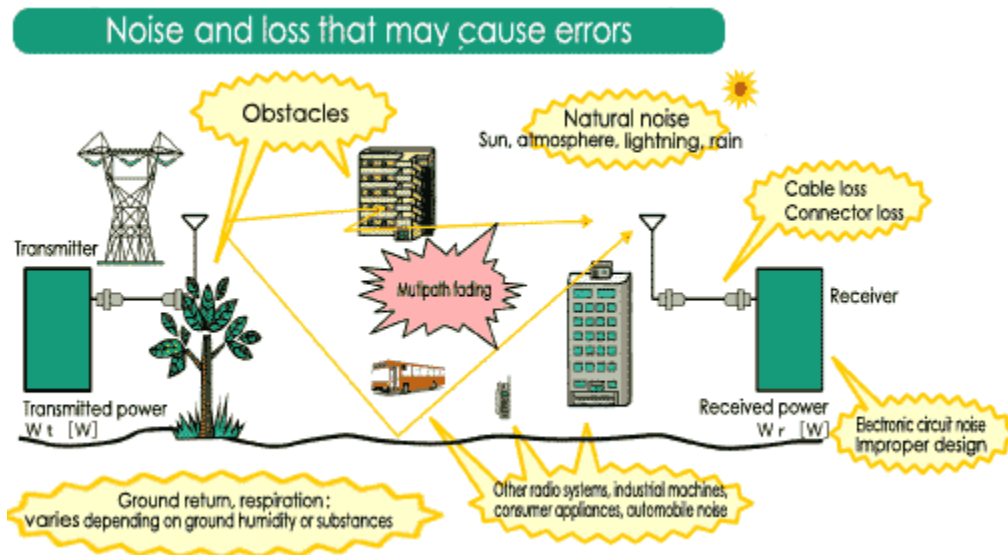 Noise and loss that may cause errors
Obstacles
Natural noise
Sun, atmosphere, lightning, rain
Cable loss
Connector loss
Transmitter
Mutipath fading
Receiver
Transmitted power
Wt [W]
Received power
Wr [W]
Electronic circuit noise
Improper design
Ground return, respiration:
varies depending on ground humidity or substances
Other radio systems, industrial machines,
consumer appliances, automobile noise